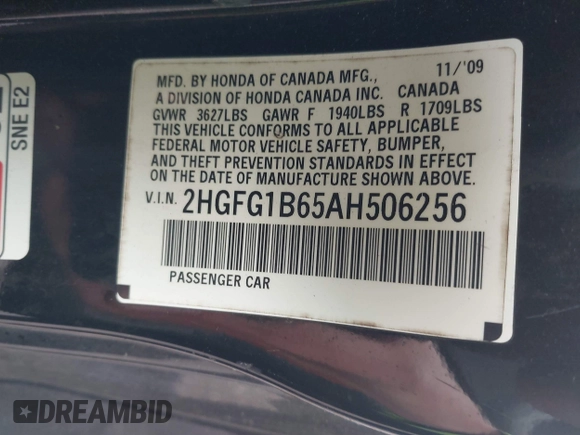 SNE E2
11/'09
MFD. BY HONDA OF CANADA MFG.,
A DIVISION OF HONDA CANADA INC. CANADA
GVWR 3627LBS GAWR F 1940LBS R 1709LBS
THIS VEHICLE CONFORMS TO ALL APPLICABLE
FEDERAL MOTOR VEHICLE SAFETY, BUMPER,
AND THEFT PREVENTION STANDARDS IN EFFECT
ON THE DATE OF MANUFACTURE SHOWN ABOVE.
V.I.N. 2HGFG1B65AH506256
PASSENGER CAR
DREAMBID